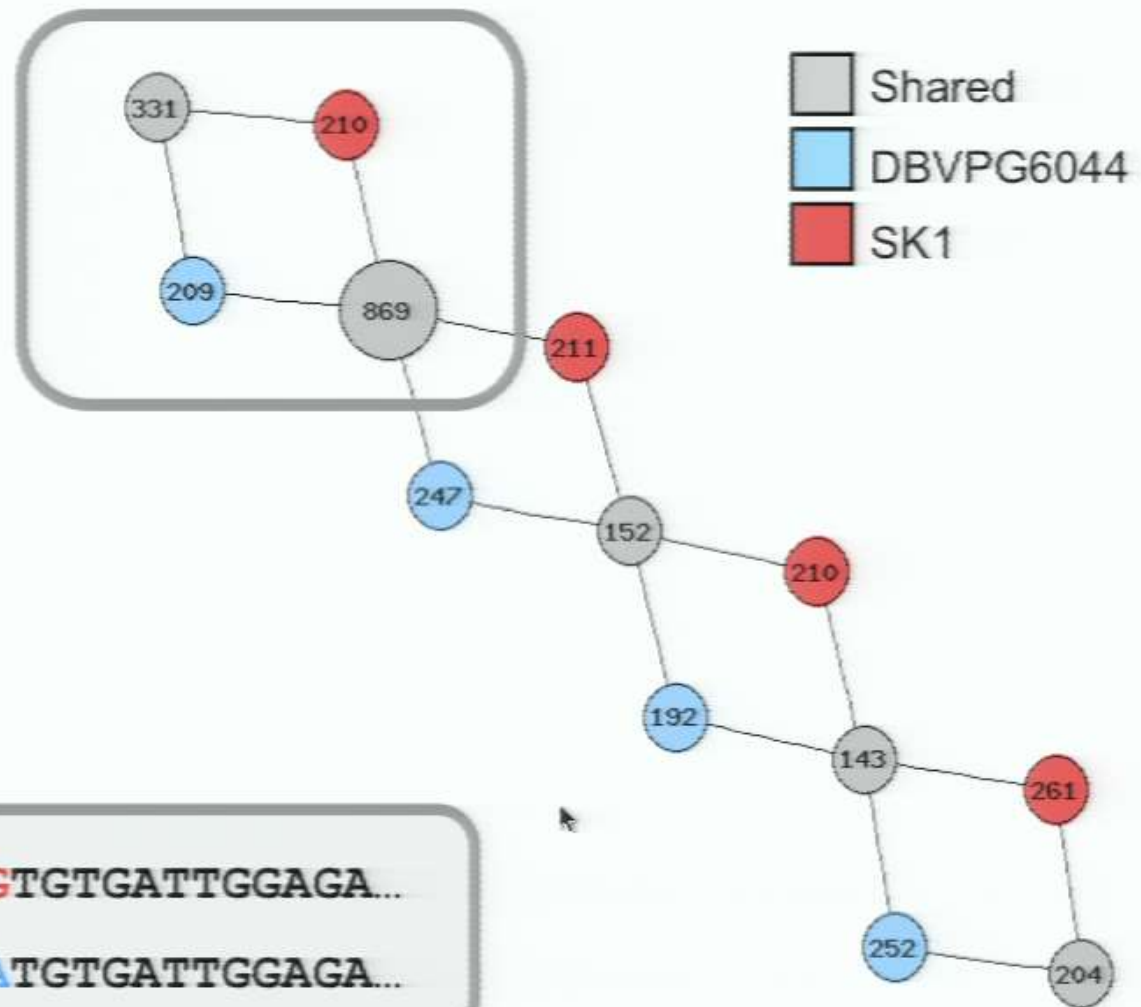 Shared
DBVPG6044
SK1
331
210
209
869
211
247
152
210
192
143
261
252
204
GTGTGATTGGAGA...
ATGTGATTGGAGA...